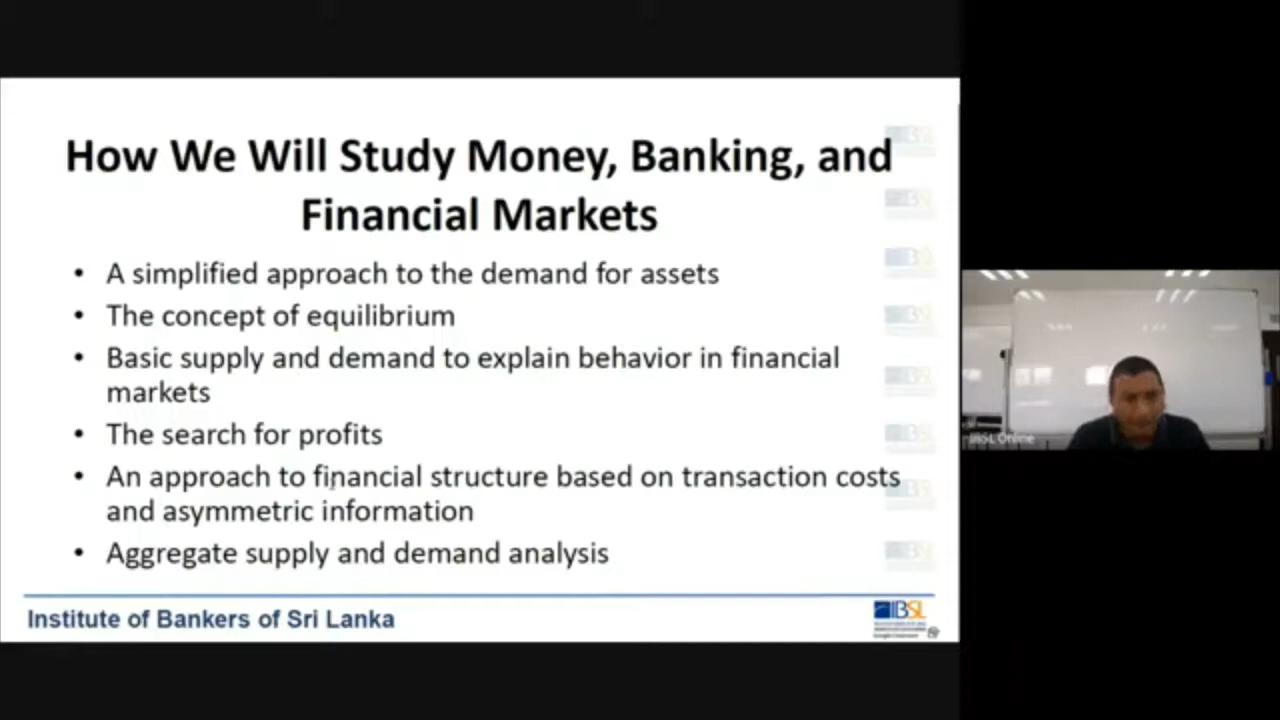 How We Will Study Money, Banking, and
Financial Markets
• A simplified approach to the demand for assets
• The concept of equilibrium
• Basic supply and demand to explain behavior in financial
markets
• The search for profits
• An approach to financial structure based on transaction costs
and asymmetric information
• Aggregate supply and demand analysis
Institute of Bankers of Sri Lanka
IBSL
IBSL Online